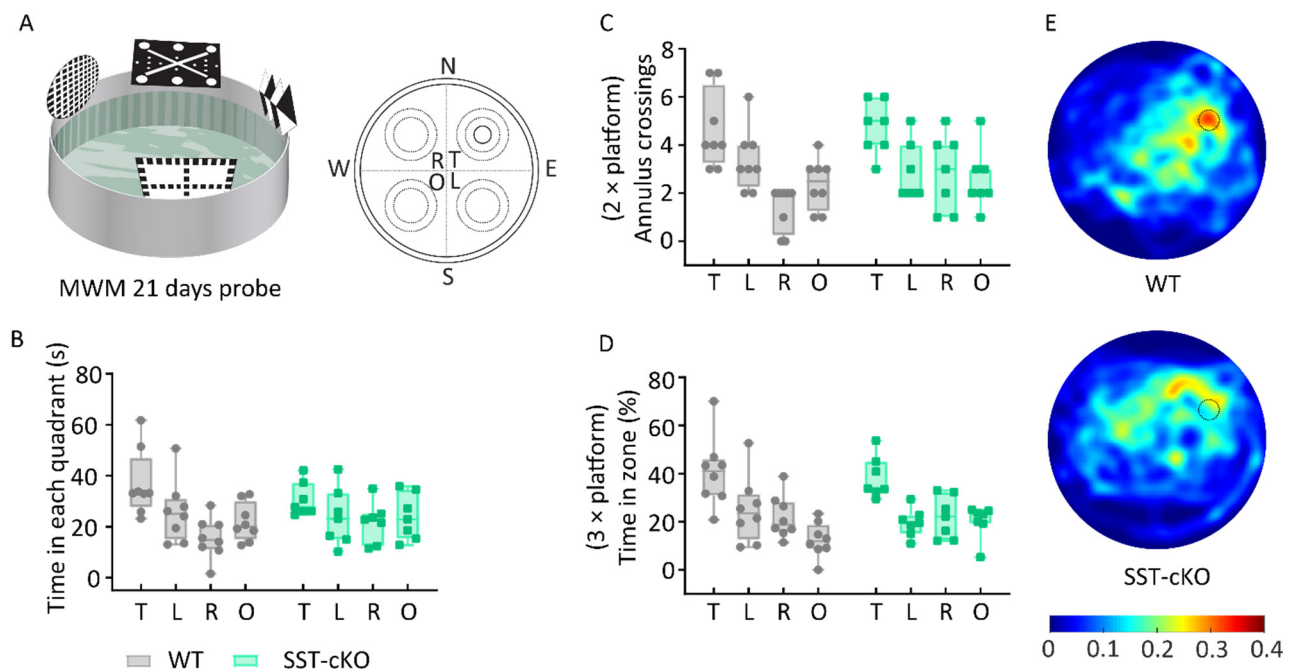 A
N
W
R T
O L
E
S
MWM 21 days probe
B
Time in each quadrant (s)
80
60
40
20
0
T L R O T L R O
WT SST-cKO
C
(2 × platform)
Annulus crossings
8
6
4
2
0
T L R O T L R O
D
(3 × platform)
Time in zone (%)
80
60
40
20
0
T L R O T L R O
E
WT
SST-cKO
0 0.1 0.2 0.3 0.4